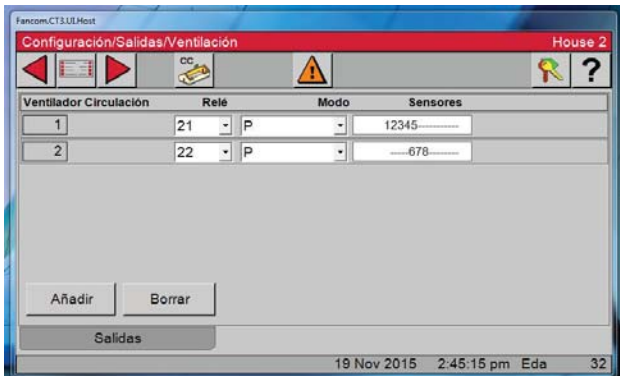 Fancom.CT3.UI.Host
Configuración/Salidas/Ventilación House 2
CC
?
Ventilador Circulación Relé Modo Sensores
1 21 P 12345-----------
2 22 P -----678--------
Añadir Borrar
Salidas
19 Nov 2015 2:45:15 pm Eda 32